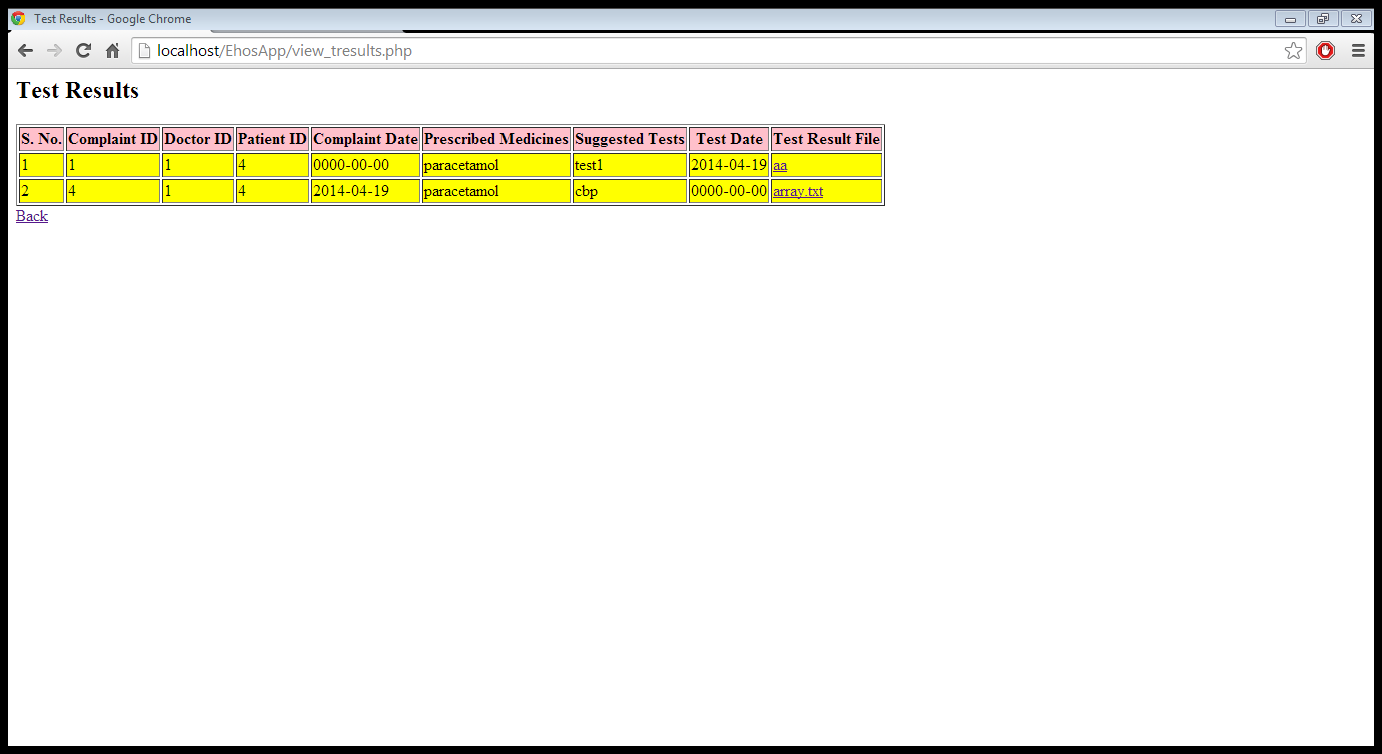 Test Results - Google Chrome
localhost/EhosApp/view_tresults.php
Test Results
S. No. Complaint ID Doctor ID Patient ID Complaint Date Prescribed Medicines Suggested Tests Test Date Test Result File
1 1 1 4 0000-00-00 paracetamol test1 2014-04-19 aa
2 4 1 4 2014-04-19 paracetamol cbp 0000-00-00 array.txt
Back